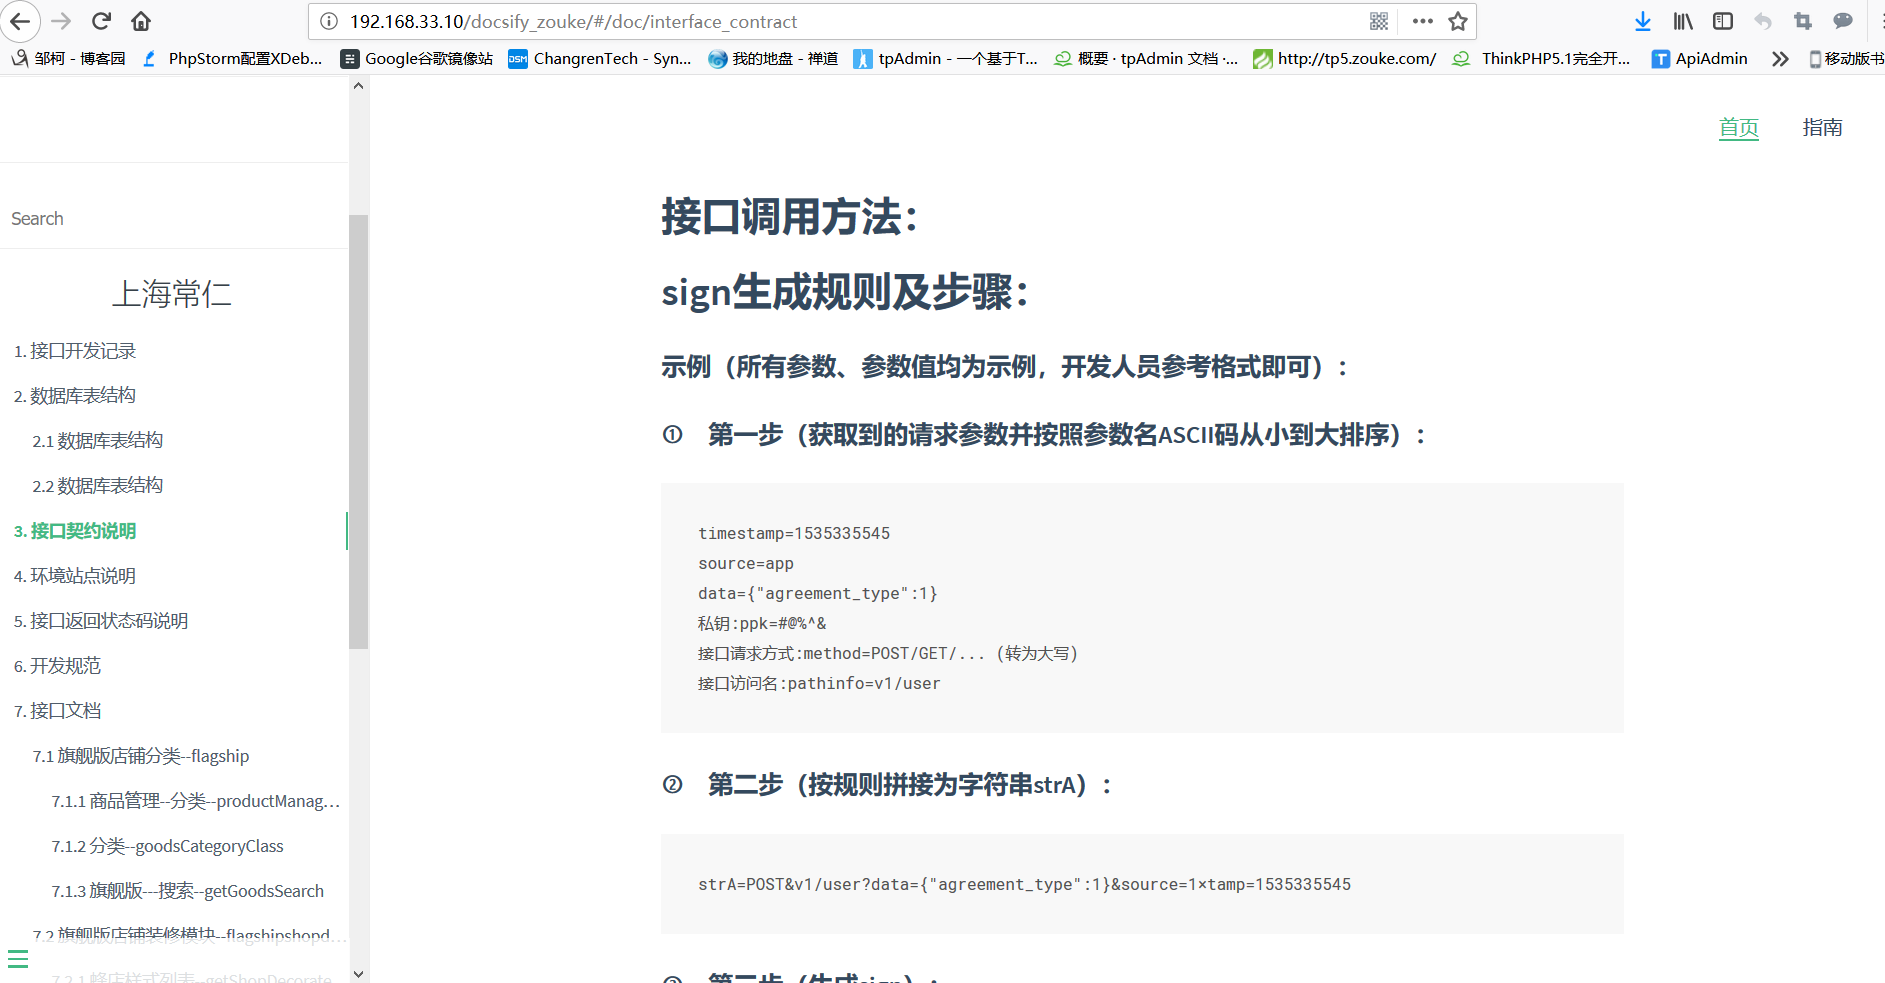 192.168.33.10/docsify_zouke/#/doc/interface_contract
邹柯 - 博客园
PhpStorm配置XDeb...
Google谷歌镜像站
DSM
ChangrenTech - Syn...
我的地盘 - 禅道
tpAdmin - 一个基于T...
概要 · tpAdmin 文档 ·...
http://tp5.zouke.com/
ThinkPHP5.1完全开...
T
ApiAdmin
移动版书
首页
指南
Search
上海常仁
1. 接口开发记录
2. 数据库表结构
2.1 数据库表结构
2.2 数据库表结构
3. 接口契约说明
4. 环境站点说明
5. 接口返回状态码说明
6. 开发规范
7. 接口文档
7.1 旗舰版店铺分类--flagship
7.1.1 商品管理--分类--productManag...
7.1.2 分类--goodsCategoryClass
7.1.3 旗舰版---搜索--getGoodsSearch
7.2 旗舰版店铺装修模块--flagshipshopd...
7.2.1 蜂店样式列表--getShopDecorate
接口调用方法：
sign生成规则及步骤：
示例（所有参数、参数值均为示例，开发人员参考格式即可）：
① 第一步（获取到的请求参数并按照参数名ASCII码从小到大排序）：
timestamp=1535335545
source=app
data={"agreement_type":1}
私钥:ppk=#@%^&
接口请求方式:method=POST/GET/... (转为大写)
接口访问名:pathinfo=v1/user
② 第二步（按规则拼接为字符串strA）：
strA=POST&v1/user?data={"agreement_type":1}&source=1×tamp=1535335545
③ 第三步（生成sign）：